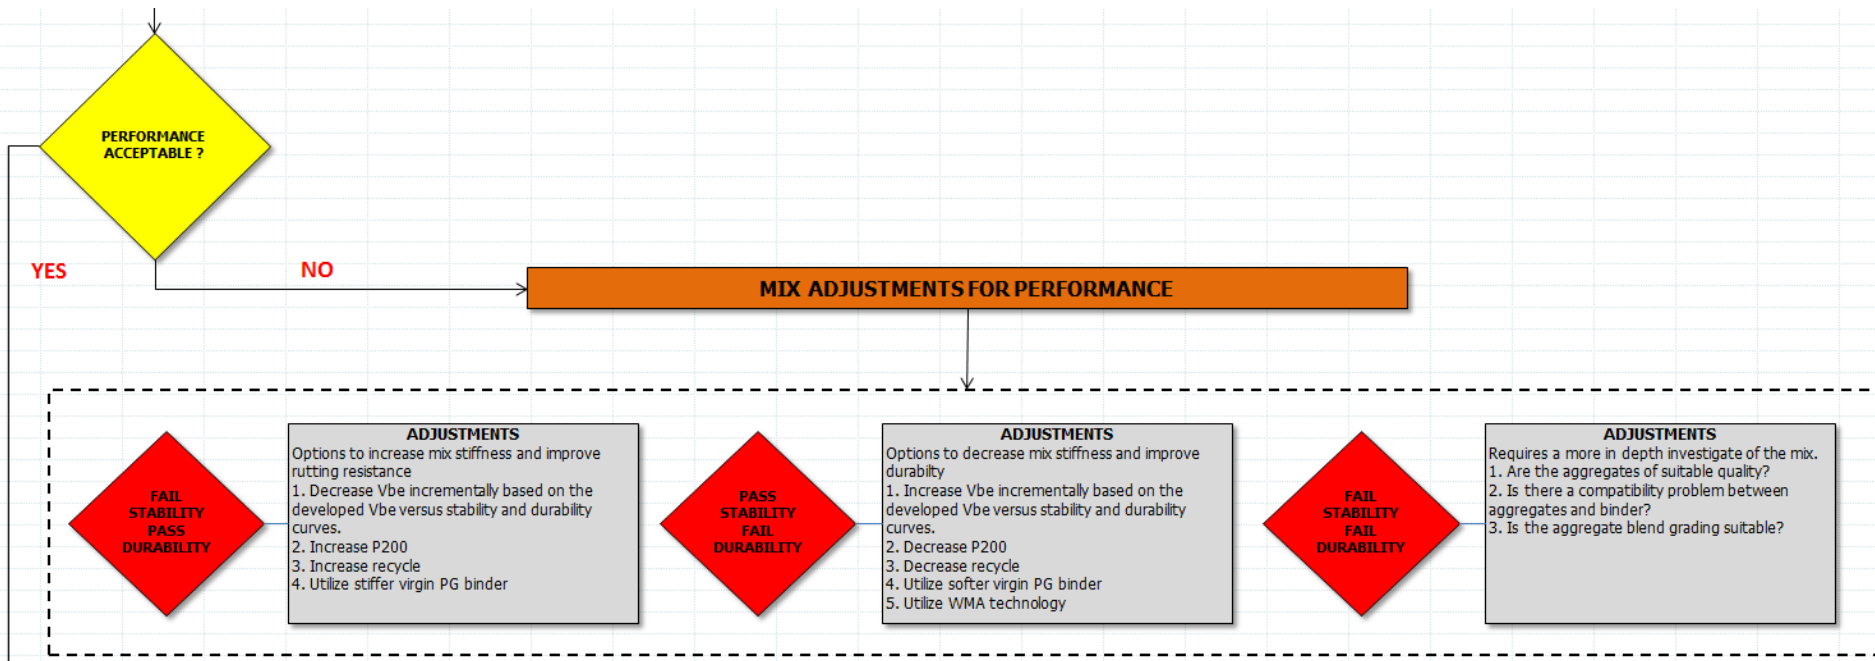 PERFORMANCE
ACCEPTABLE ?
YES
NO
MIX ADJUSTMENTS FOR PERFORMANCE
FAIL
STABILITY
PASS
DURABILITY
ADJUSTMENTS
Options to increase mix stiffness and improve
rutting resistance
1. Decrease Vbe incrementally based on the
developed Vbe versus stability and durability
curves.
2. Increase P200
3. Increase recycle
4. Utilize stiffer virgin PG binder
PASS
STABILITY
FAIL
DURABILITY
ADJUSTMENTS
Options to decrease mix stiffness and improve
durabilty
1. Increase Vbe incrementally based on the
developed Vbe versus stability and durability
curves.
2. Decrease P200
3. Decrease recycle
4. Utilize softer virgin PG binder
5. Utilize WMA technology
FAIL
STABILITY
FAIL
DURABILITY
ADJUSTMENTS
Requires a more in depth investigate of the mix.
1. Are the aggregates of suitable quality?
2. Is there a compatibility problem between
aggregates and binder?
3. Is the aggregate blend grading suitable?